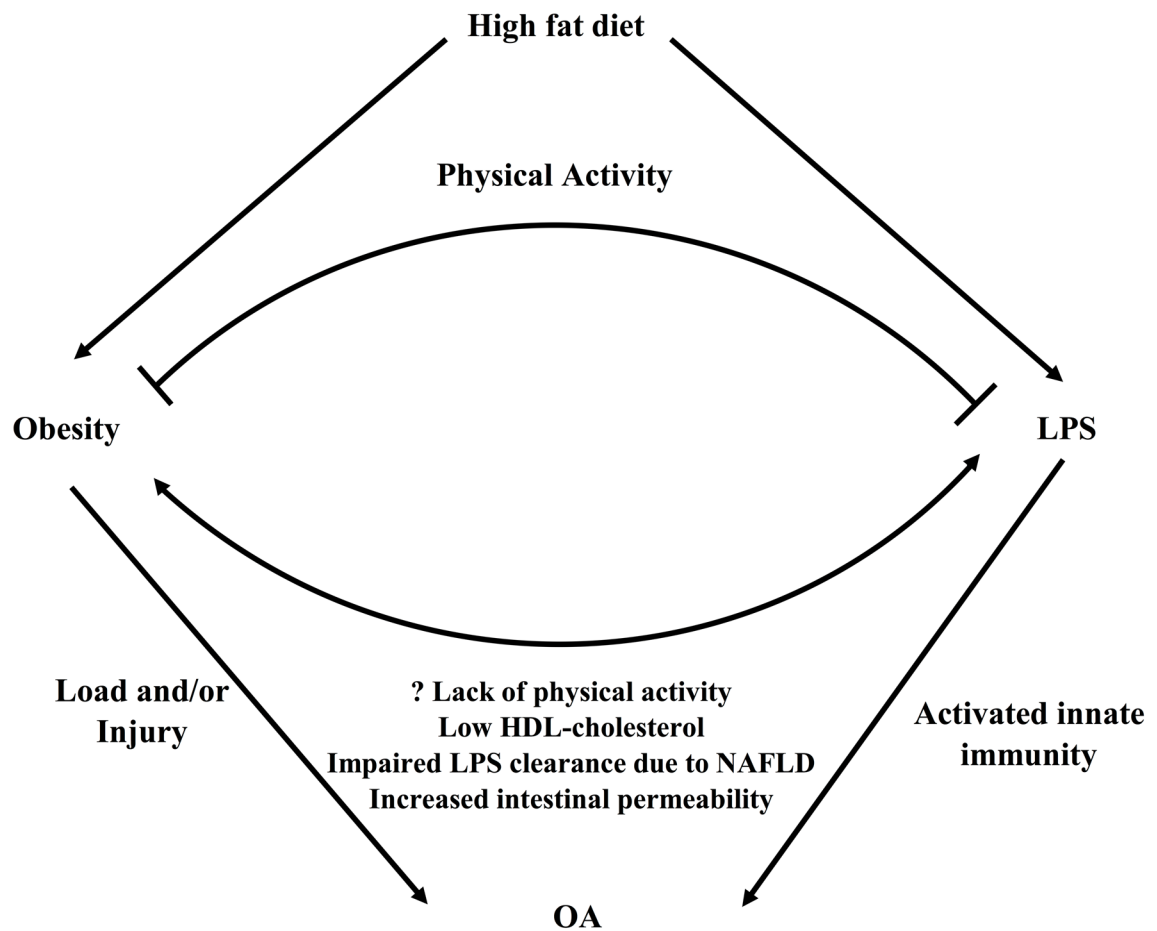 High fat diet
Physical Activity
Obesity
LPS
Load and/or
Injury
? Lack of physical activity
Low HDL-cholesterol
Impaired LPS clearance due to NAFLD
Increased intestinal permeability
Activated innate
immunity
OA